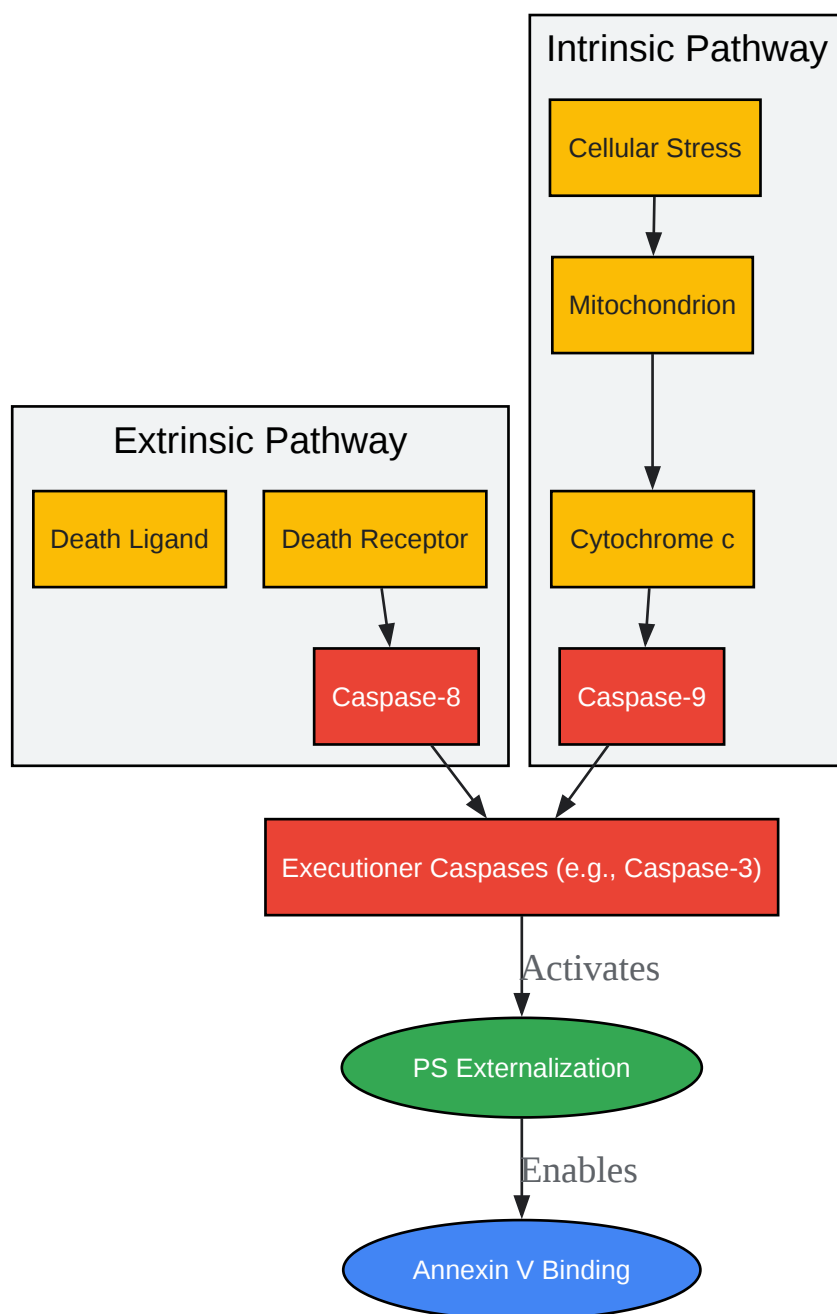 Intrinsic Pathway
Cellular Stress
Mitochondrion
Extrinsic Pathway
Death Ligand
Death Receptor
Cytochrome c
Caspase-8
Caspase-9
Executioner Caspases (e.g., Caspase-3)
Activates
PS Externalization
Enables
Annexin V Binding